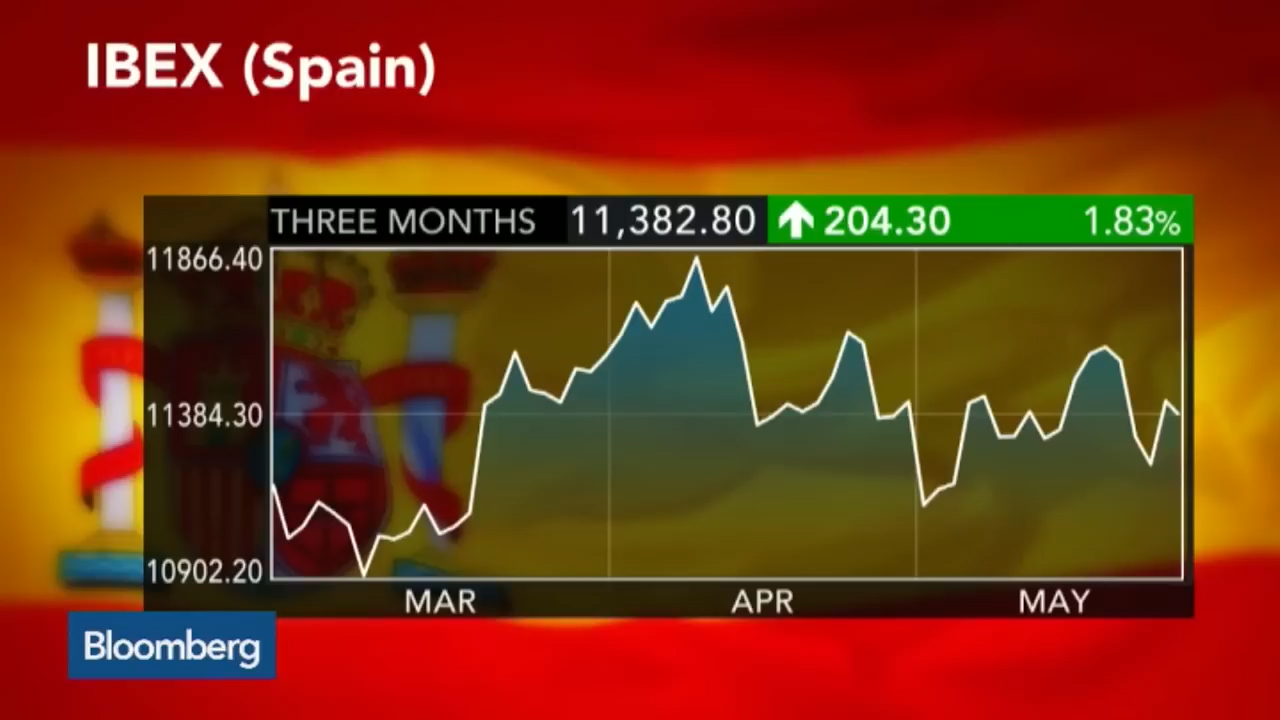 IBEX (Spain)
THREE MONTHS 11,382.80 204.30 1.83%
11866.40
11384.30
10902.20
MAR APR MAY
Bloomberg